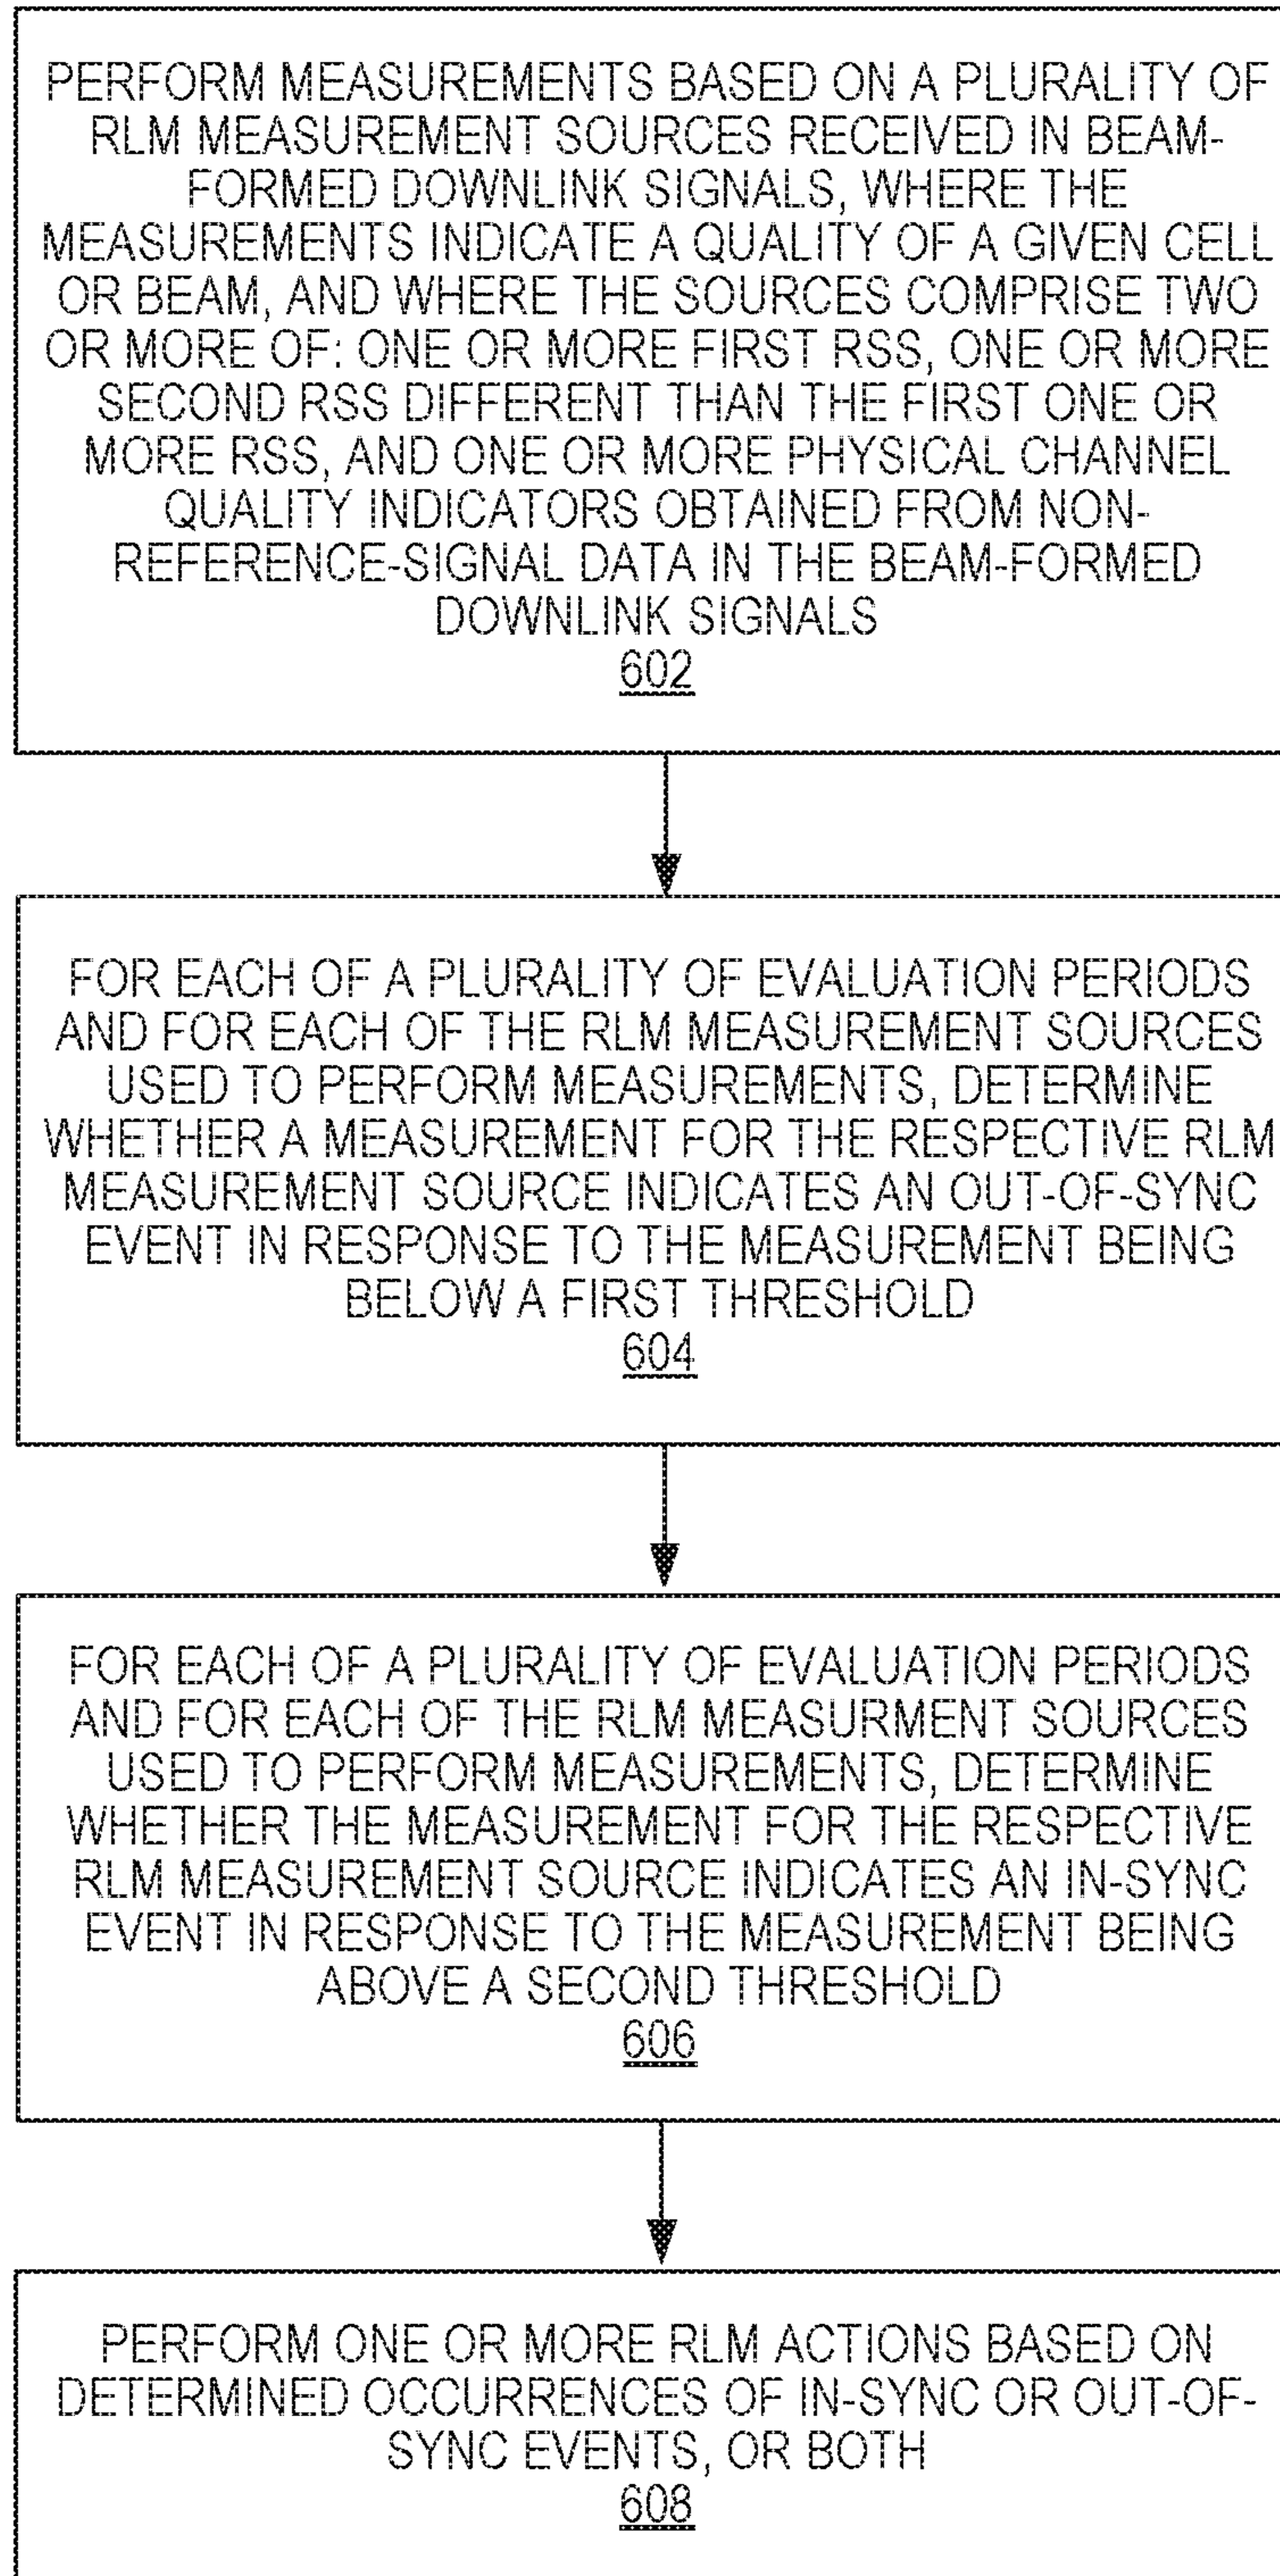 PERFORM MEASUREMENTS BASED ON A PLURALITY OF
RLM MEASUREMENT SOURCES RECEIVED IN BEAM-
FORMED DOWNLINK SIGNALS, WHERE THE
MEASUREMENTS INDICATE A QUALITY OF A GIVEN CELL
OR BEAM, AND WHERE THE SOURCES COMPRISE TWO
OR MORE OF: ONE OR MORE FIRST RSS, ONE OR MORE
SECOND RSS DIFFERENT THAN THE FIRST ONE OR
MORE RSS, AND ONE OR MORE PHYSICAL CHANNEL
QUALITY INDICATORS OBTAINED FROM NON-
REFERENCE-SIGNAL DATA IN THE BEAM-FORMED
DOWNLINK SIGNALS
602
FOR EACH OF A PLURALITY OF EVALUATION PERIODS
AND FOR EACH OF THE RLM MEASUREMENT SOURCES
USED TO PERFORM MEASUREMENTS, DETERMINE
WHETHER A MEASUREMENT FOR THE RESPECTIVE RLM
MEASUREMENT SOURCE INDICATES AN OUT-OF-SYNC
EVENT IN RESPONSE TO THE MEASUREMENT BEING
BELOW A FIRST THRESHOLD
604
FOR EACH OF A PLURALITY OF EVALUATION PERIODS
AND FOR EACH OF THE RLM MEASURMENT SOURCES
USED TO PERFORM MEASUREMENTS, DETERMINE
WHETHER THE MEASUREMENT FOR THE RESPECTIVE
RLM MEASUREMENT SOURCE INDICATES AN IN-SYNC
EVENT IN RESPONSE TO THE MEASUREMENT BEING
ABOVE A SECOND THRESHOLD
606
PERFORM ONE OR MORE RLM ACTIONS BASED ON
DETERMINED OCCURRENCES OF IN-SYNC OR OUT-OF-
SYNC EVENTS, OR BOTH
608